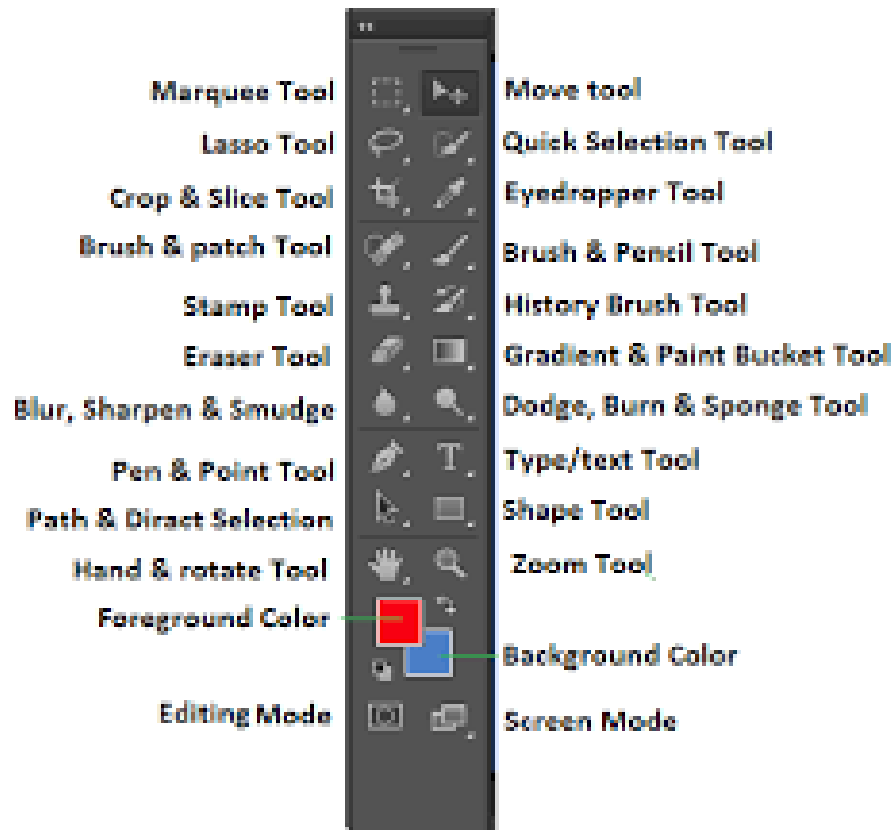 Marquee Tool
Move tool
Lasso Tool
Quick Selection Tool
Crop & Slice Tool
Eyedropper Tool
Brush & patch Tool
Brush & Pencil Tool
Stamp Tool
History Brush Tool
Eraser Tool
Gradient & Paint Bucket Tool
Blur, Sharpen & Smudge
Dodge, Burn & Sponge Tool
Pen & Point Tool
Type/text Tool
Path & Diract Selection
Shape Tool
Hand & rotate Tool
Zoom Tool
Foreground Color
Background Color
Editing Mode
Screen Mode